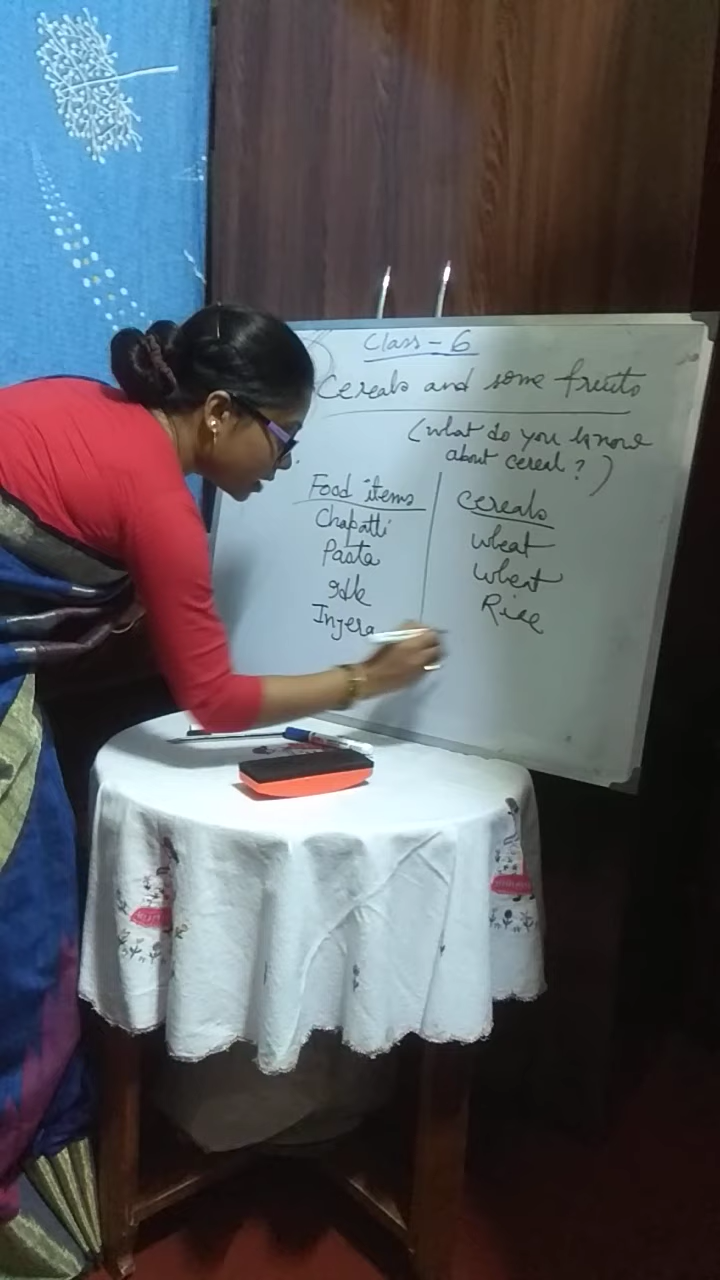 Class - 6
Cereals and some fruits
(What do you know
about cereal?)
Food items
Chapatti
Pasta
Idli
Injera
Cereals
Wheat
Wheat
Rice